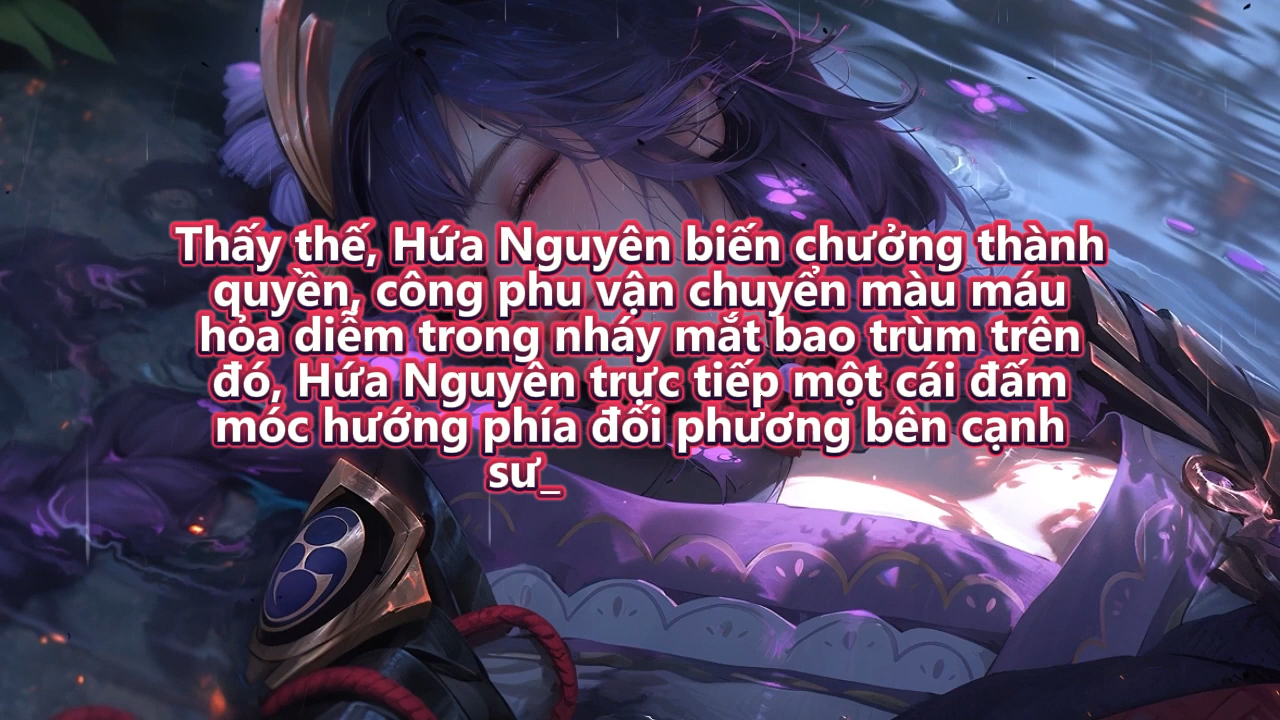 Thấy thế, Hứa Nguyên biến chưởng thành
quyền, công phu vận chuyển màu máu
hỏa diễm trong nháy mắt bao trùm trên
đó, Hứa Nguyên trực tiếp một cái đấm
móc hướng phía đối phương bên cạnh
sư_